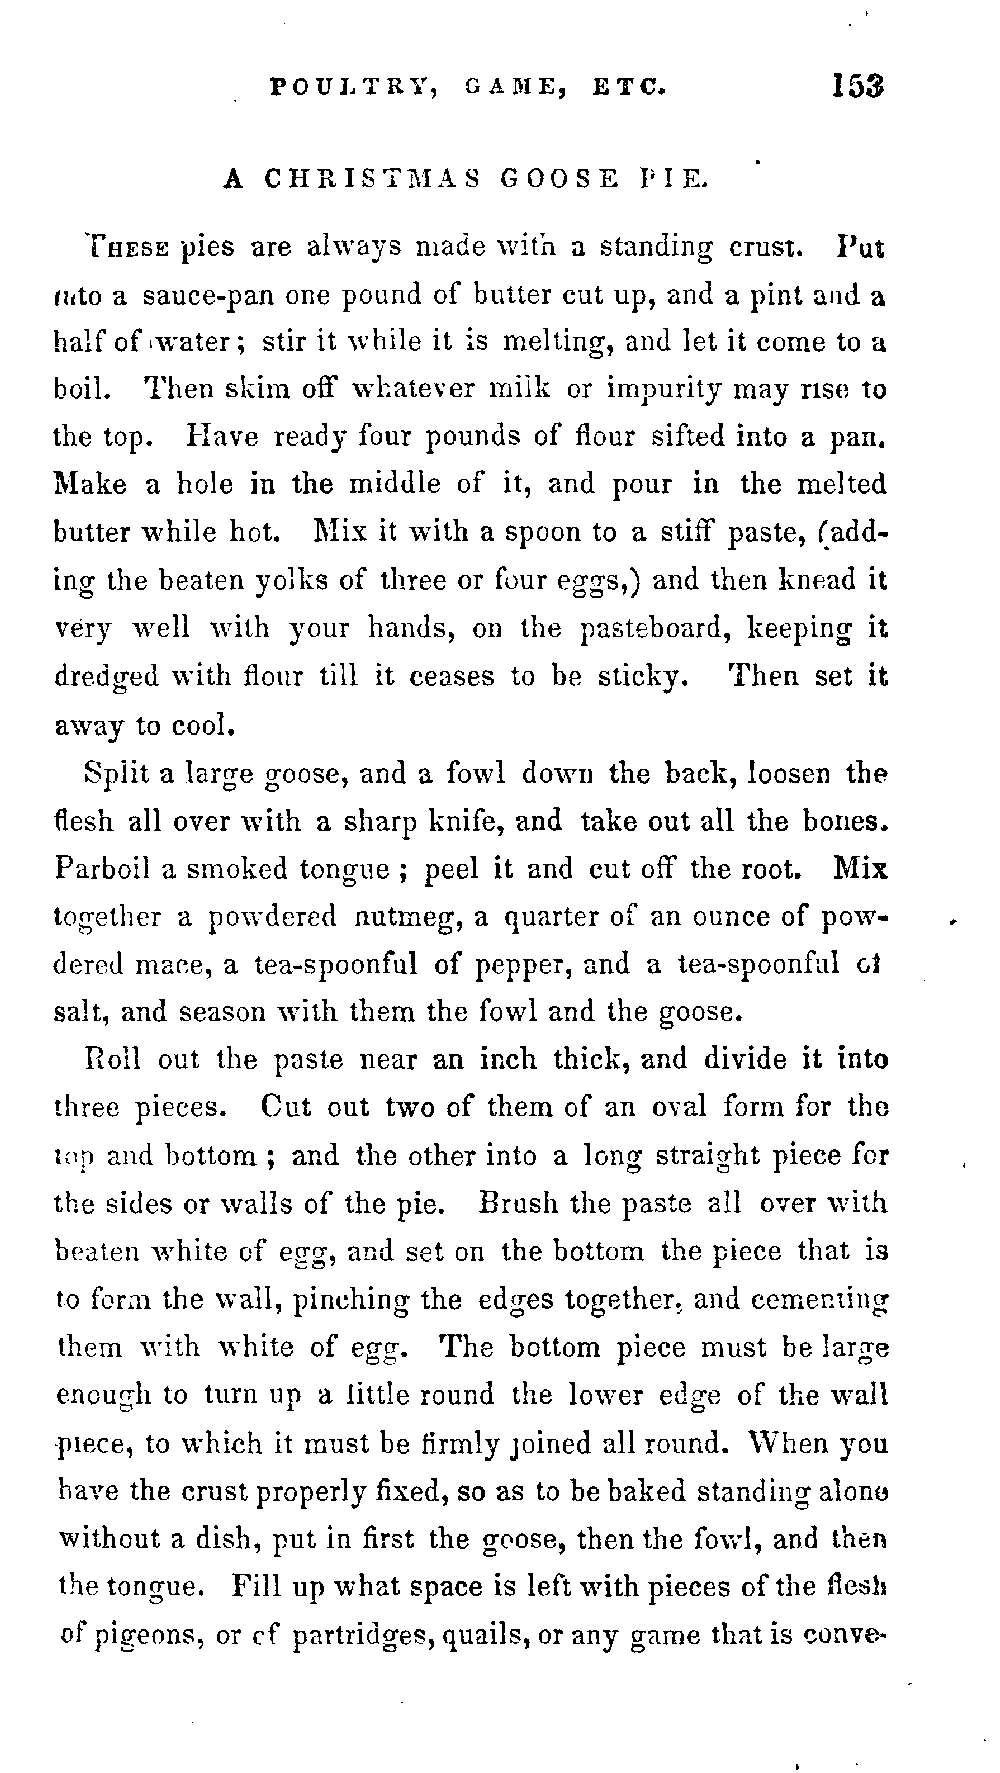 POULTRY, GAME, ETC. 153
A CHRISTMAS GOOSE PIE.
THESE pies are always made with a standing crust. Put
into a sauce-pan one pound of butter cut up, and a pint and a
half of water; stir it while it is melting, and let it come to a
boil. Then skim off whatever milk or impurity may rise to
the top. Have ready four pounds of flour sifted into a pan.
Make a hole in the middle of it, and pour in the melted
butter while hot. Mix it with a spoon to a stiff paste, (add-
ing the beaten yolks of three or four eggs,) and then knead it
very well with your hands, on the pasteboard, keeping it
dredged with flour till it ceases to be sticky. Then set it
away to cool.
Split a large goose, and a fowl down the back, loosen the
flesh all over with a sharp knife, and take out all the bones.
Parboil a smoked tongue; peel it and cut off the root. Mix
together a powdered nutmeg, a quarter of an ounce of pow-
dered mace, a tea-spoonful of pepper, and a tea-spoonful of
salt, and season with them the fowl and the goose.
Roll out the paste near an inch thick, and divide it into
three pieces. Cut out two of them of an oval form for the
top and bottom; and the other into a long straight piece for
the sides or walls of the pie. Brush the paste all over with
beaten white of egg, and set on the bottom the piece that is
to form the wall, pinching the edges together, and cementing
them with white of egg. The bottom piece must be large
enough to turn up a little round the lower edge of the wall
piece, to which it must be firmly joined all round. When you
have the crust properly fixed, so as to be baked standing alone
without a dish, put in first the goose, then the fowl, and then
the tongue. Fill up what space is left with pieces of the flesh
of pigeons, or of partridges, quails, or any game that is conve-